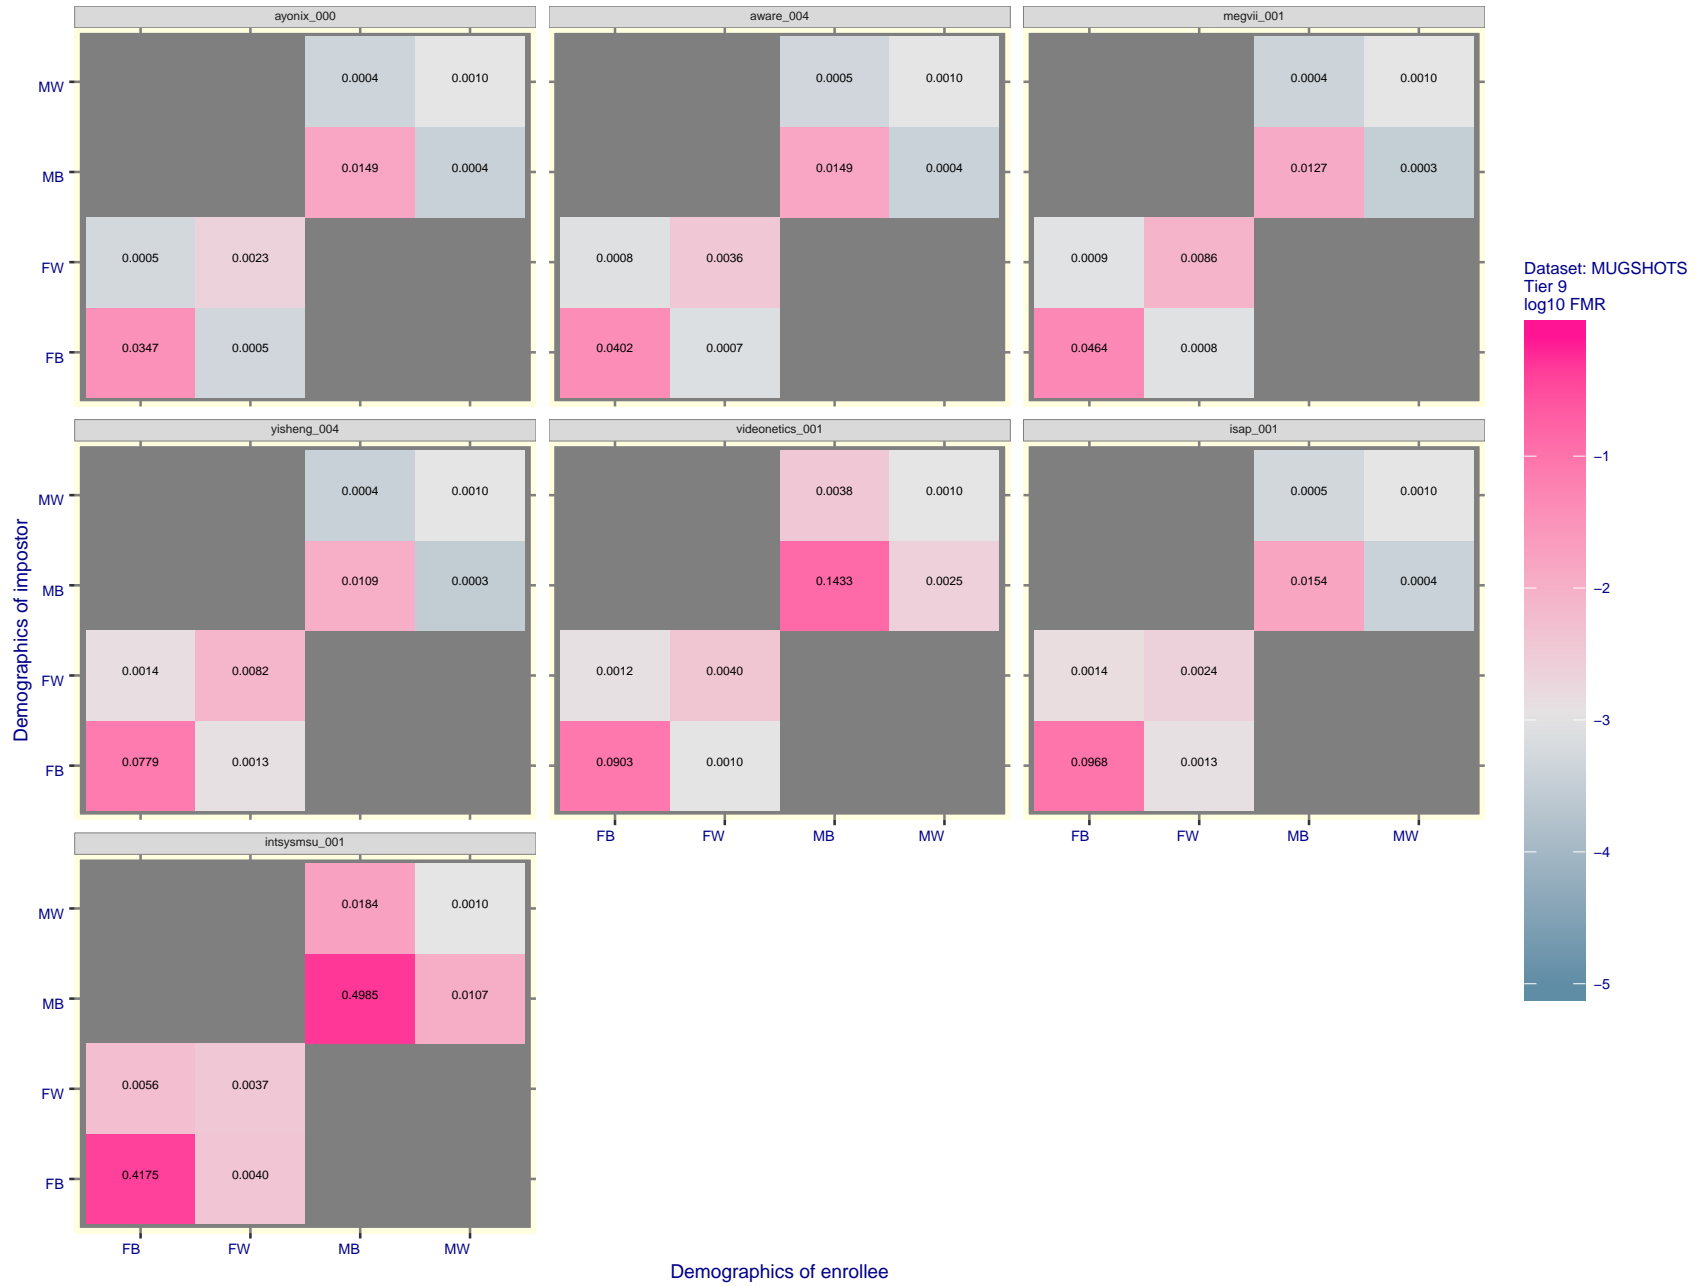 ayonix_000 aware_004 megvii_001
MW 0.0004 0.0010 0.0005 0.0010 0.0004 0.0010
MB 0.0149 0.0004 0.0149 0.0004 0.0127 0.0003
FW 0.0005 0.0023 0.0008 0.0036 0.0009 0.0086
FB 0.0347 0.0005 0.0402 0.0007 0.0464 0.0008
yisheng_004 videonetics_001 isap_001
MW 0.0004 0.0010 0.0038 0.0010 0.0005 0.0010
MB 0.0109 0.0003 0.1433 0.0025 0.0154 0.0004
FW 0.0014 0.0082 0.0012 0.0040 0.0014 0.0024
FB 0.0779 0.0013 0.0903 0.0010 0.0968 0.0013
FB FW MB MW FB FW MB MW
intsysmsu_001
MW 0.0184 0.0010
MB 0.4985 0.0107
FW 0.0056 0.0037
FB 0.4175 0.0040
FB FW MB MW
Demographics of enrollee
Demographics of impostor
Dataset: MUGSHOTS
Tier 9
log10 FMR
−1
−2
−3
−4
−5